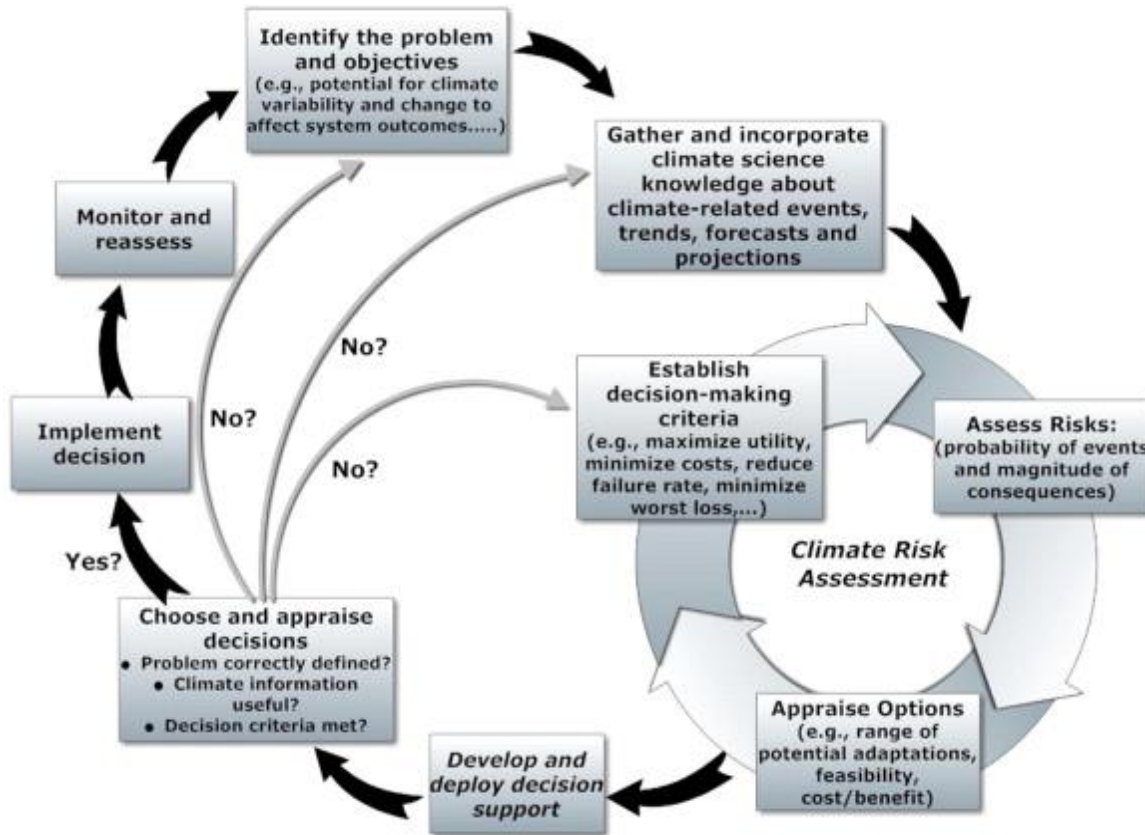 Identify the problem
and objectives
(e.g., potential for climate
variability and change to
affect system outcomes.....)
Gather and incorporate
climate science
knowledge about
climate-related events,
trends, forecasts and
projections
Monitor and
reassess
No?
Establish
decision-making
criteria
(e.g., maximize utility,
minimize costs, reduce
failure rate, minimize
worst loss,...)
Assess Risks:
(probability of events
and magnitude of
consequences)
Implement
decision
No?
No?
Climate Risk
Assessment
Yes?
Choose and appraise
decisions
• Problem correctly defined?
• Climate information
useful?
• Decision criteria met?
Appraise Options
(e.g., range of
potential adaptations,
feasibility,
cost/benefit)
Develop and
deploy decision
support